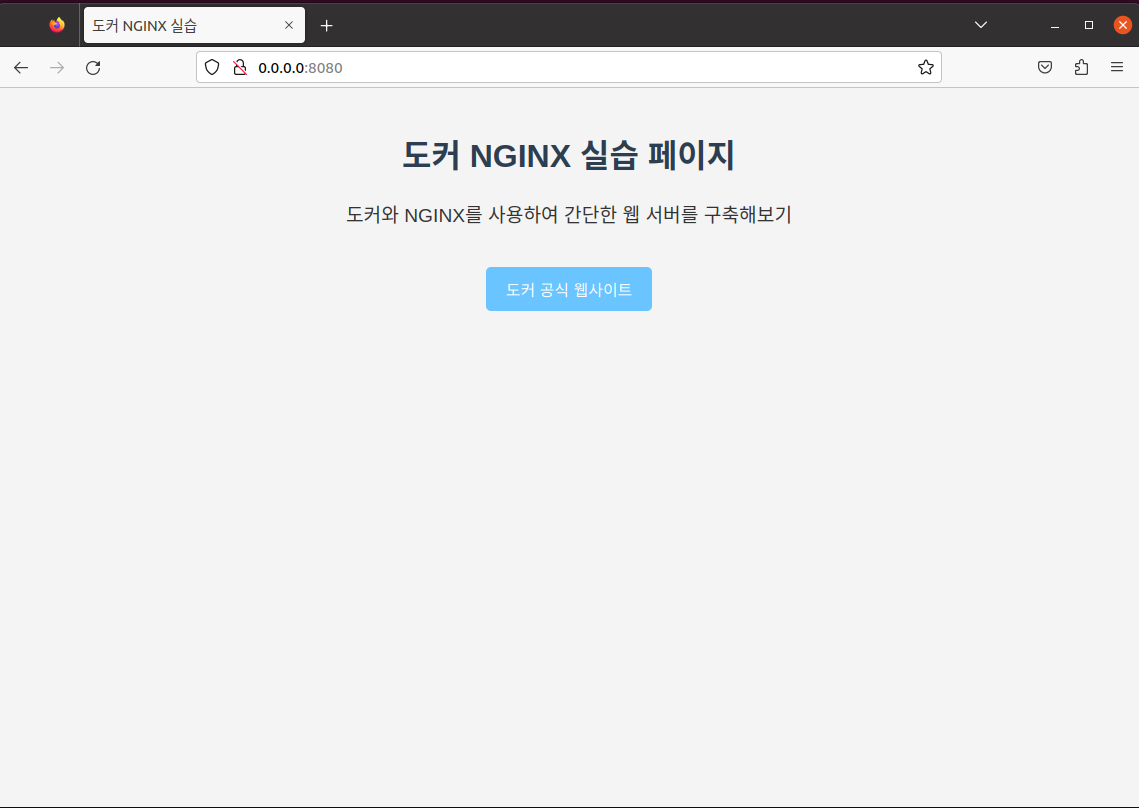 도커 NGINX 실습
0.0.0.0:8080
도커 NGINX 실습 페이지
도커와 NGINX를 사용하여 간단한 웹 서버를 구축해보기
도커 공식 웹사이트